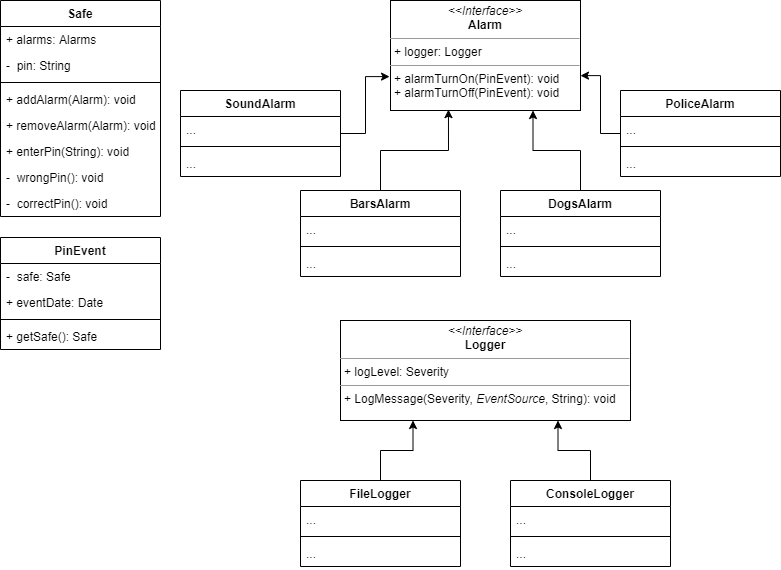 Safe
+ alarms: Alarms
- pin: String
+ addAlarm(Alarm): void
+ removeAlarm(Alarm): void
+ enterPin(String): void
- wrongPin(): void
- correctPin(): void
PinEvent
- safe: Safe
+ eventDate: Date
+ getSafe(): Safe
<<Interface>>
Alarm
+ logger: Logger
+ alarmTurnOn(PinEvent): void
+ alarmTurnOff(PinEvent): void
SoundAlarm
...
...
PoliceAlarm
...
...
BarsAlarm
...
...
DogsAlarm
...
...
<<Interface>>
Logger
+ logLevel: Severity
+ LogMessage(Severity, EventSource, String): void
FileLogger
...
...
ConsoleLogger
...
...